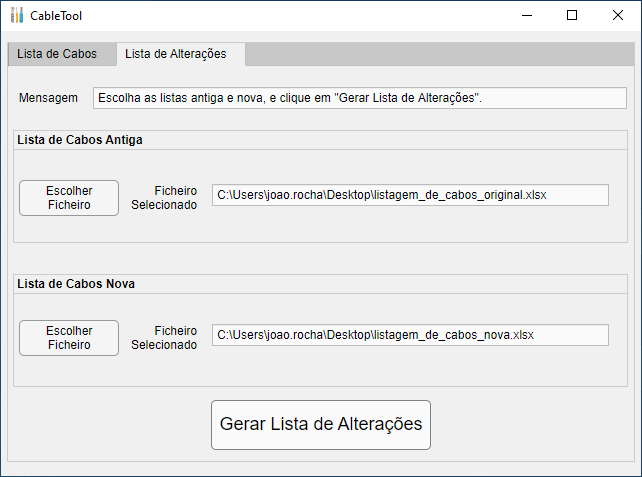 CableTool
Lista de Cabos
Lista de Alterações
Mensagem
Escolha as listas antiga e nova, e clique em "Gerar Lista de Alterações".
Lista de Cabos Antiga
Escolher
Ficheiro
Ficheiro
Selecionado
C:\Users\joao.rocha\Desktop\listagem_de_cabos_original.xlsx
Lista de Cabos Nova
Escolher
Ficheiro
Ficheiro
Selecionado
C:\Users\joao.rocha\Desktop\listagem_de_cabos_nova.xlsx
Gerar Lista de Alterações